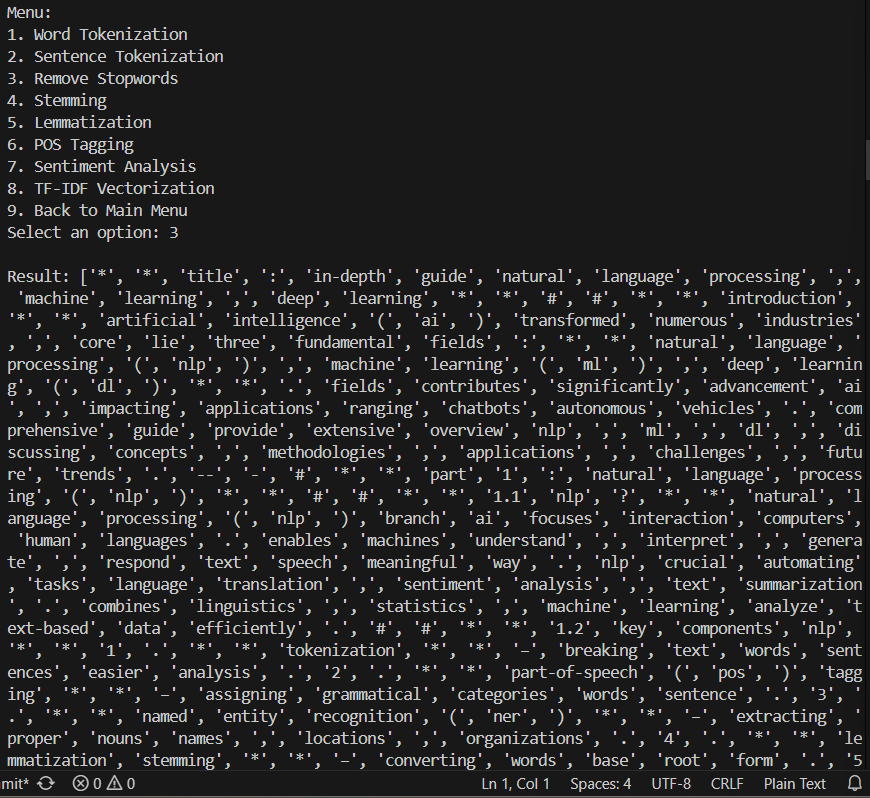 Menu:
1. Word Tokenization
2. Sentence Tokenization
3. Remove Stopwords
4. Stemming
5. Lemmatization
6. POS Tagging
7. Sentiment Analysis
8. TF-IDF Vectorization
9. Back to Main Menu
Select an option: 3
Result: ['*', '*', 'title', ':', 'in-depth', 'guide', 'natural', 'language', 'processing', ',',
'machine', 'learning', ',', 'deep', 'learning', '*', '*', '#', '#', '*', '*', 'introduction',
'*', '*', 'artificial', 'intelligence', '(', 'ai', ')', 'transformed', 'numerous', 'industries'
, ',', 'core', 'lie', 'three', 'fundamental', 'fields', ':', '*', '*', 'natural', 'language', '
processing', '(', 'nlp', ')', ',', 'machine', 'learning', '(', 'ml', ')', ',', 'deep', 'learnin
g', '(', 'dl', ')', '*', '*', '.', 'fields', 'contributes', 'significantly', 'advancement', 'ai
', ',', 'impacting', 'applications', 'ranging', 'chatbots', 'autonomous', 'vehicles', '.', 'com
prehensive', 'guide', 'provide', 'extensive', 'overview', 'nlp', ',', 'ml', ',', 'dl', ',', 'di
scussing', 'concepts', ',', 'methodologies', ',', 'applications', ',', 'challenges', ',', 'futu
re', 'trends', '.', '--', '-', '#', '*', '*', 'part', '1', ':', 'natural', 'language', 'process
ing', '(', 'nlp', ')', '*', '*', '#', '#', '*', '*', '1.1', 'nlp', '?', '*', '*', 'natural', 'l
anguage', 'processing', '(', 'nlp', ')', 'branch', 'ai', 'focuses', 'interaction', 'computers',
'human', 'languages', '.', 'enables', 'machines', 'understand', ',', 'interpret', ',', 'genera
te', ',', 'respond', 'text', 'speech', 'meaningful', 'way', '.', 'nlp', 'crucial', 'automating'
, 'tasks', 'language', 'translation', ',', 'sentiment', 'analysis', ',', 'text', 'summarization
', '.', 'combines', 'linguistics', ',', 'statistics', ',', 'machine', 'learning', 'analyze', 't
ext-based', 'data', 'efficiently', '.', '#', '#', '*', '*', '1.2', 'key', 'components', 'nlp',
'*', '*', '1', '.', '*', '*', 'tokenization', '*', '*', '–', 'breaking', 'text', 'words', 'sent
ences', 'easier', 'analysis', '.', '2', '.', '*', '*', 'part-of-speech', '(', 'pos', ')', 'tagg
ing', '*', '*', '–', 'assigning', 'grammatical', 'categories', 'words', 'sentence', '.', '3', '
.', '*', '*', 'named', 'entity', 'recognition', '(', 'ner', ')', '*', '*', '–', 'extracting', '
proper', 'nouns', 'names', ',', 'locations', ',', 'organizations', '.', '4', '.', '*', '*', 'le
mmatization', 'stemming', '*', '*', '–', 'converting', 'words', 'base', 'root', 'form', '.', '5
mit* 0 0 Ln 1, Col 1 Spaces: 4 UTF-8 CRLF Plain Text